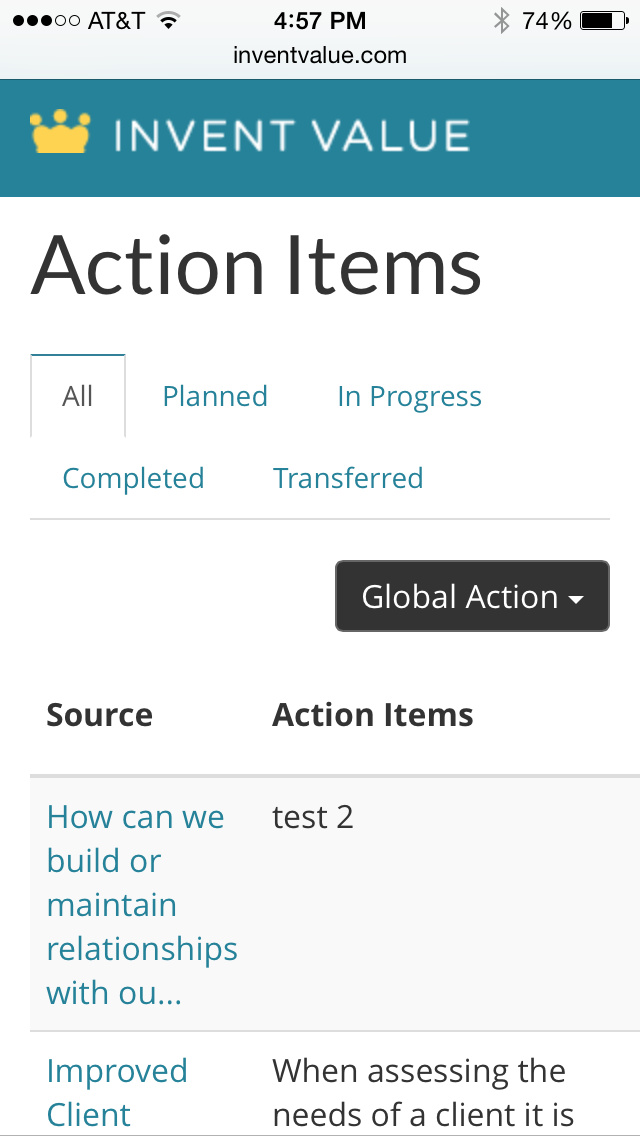 AT&T 4:57 PM 74%
inventvalue.com
INVENT VALUE
Action Items
All Planned In Progress
Completed Transferred
Global Action
Source Action Items
How can we test 2
build or
maintain
relationships
with ou...
Improved When assessing the
Client needs of a client it is